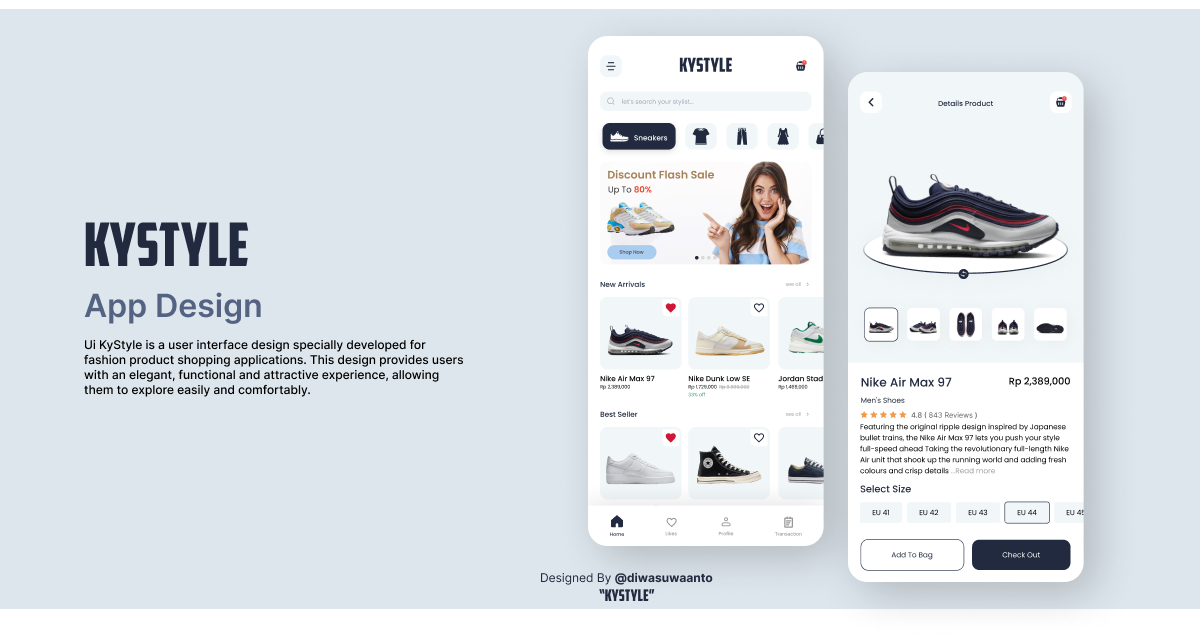 KYSTYLE
App Design
Ui KyStyle is a user interface design specially developed for
fashion product shopping applications. This design provides users
with an elegant, functional and attractive experience, allowing
them to explore easily and comfortably.
KYSTYLE
let's search your stylist...
Sneakers
Discount Flash Sale
Up To 80%
Shop Now
New Arrivals
see all
Nike Air Max 97
Rp 2,389,000
Nike Dunk Low SE
Rp 1,729,000
33% off
Jordan Stad
Rp 1,469,000
Best Seller
see all
Home
Likes
Profile
Transaction
Details Product
Nike Air Max 97
Rp 2,389,000
Men's Shoes
4.8 ( 843 Reviews )
Featuring the original ripple design inspired by Japanese
bullet trains, the Nike Air Max 97 lets you push your style
full-speed ahead Taking the revolutionary full-length Nike
Air unit that shook up the running world and adding fresh
colours and crisp details ...Read more
Select Size
EU 41
EU 42
EU 43
EU 44
EU 45
Add To Bag
Check Out
Designed By @diwasuwaanto
"KYSTYLE"